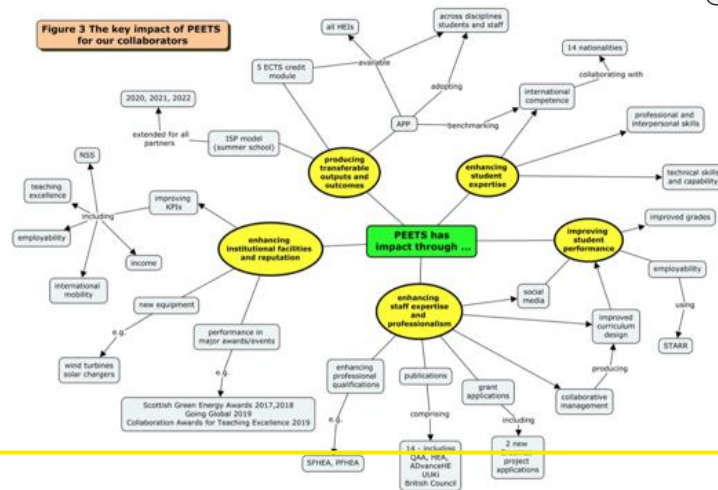 Figure 3 The key impact of PEETS
for our collaborators
all HEIs
across disciplines
students and staff
14 nationalities
5 ECTS credit
module
available
adopting
collaborating with
international
competence
2020, 2021, 2022
APP
benchmarking
professional and
interpersonal skills
extended for all
partners
ISP model
(summer school)
NSS
producing
transferable
outputs and
outcomes
enhancing
student
expertise
technical skills
and capability
teaching
excellence
improving
KPIs
including
employability
income
international
mobility
enhancing
institutional facilities
and reputation
PEETS has
impact through ...
improving
student
performance
improved grades
employability
using
STARR
social
media
enhancing
staff expertise
and
professionalism
improved
curriculum
design
producing
collaborative
management
new equipment
e.g.
wind turbines
solar chargers
performance in
major awards/events
e.g.
Scottish Green Energy Awards 2017,2018
Going Global 2019
Collaboration Awards for Teaching Excellence 2019
enhancing
professional
qualifications
e.g.
SFHEA, PFHEA
publications
comprising
14 - including
QAA, HEA,
ADvanceHE
UUKi
British Council
grant
applications
including
2 new
project
applications